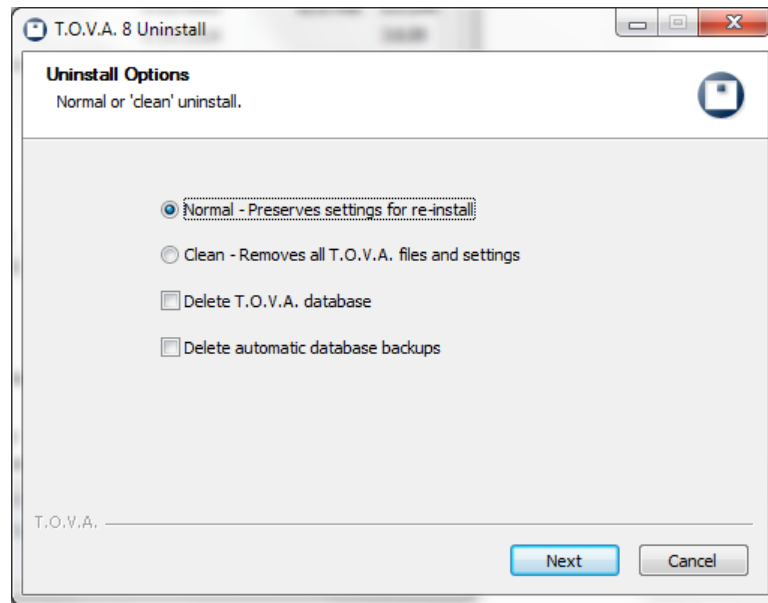 T.O.V.A. 8 Uninstall
Uninstall Options
Normal or 'clean' uninstall.
Normal - Preserves settings for re-install
Clean - Removes all T.O.V.A. files and settings
Delete T.O.V.A. database
Delete automatic database backups
T.O.V.A.
Next Cancel